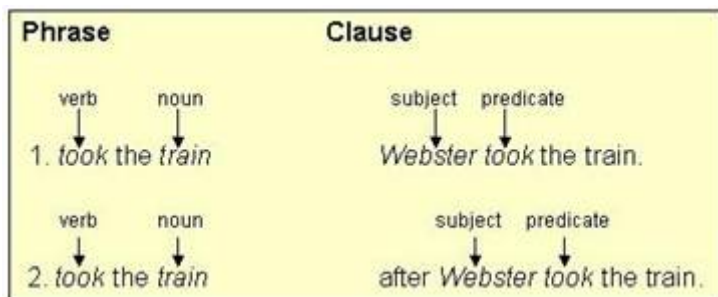 Phrase Clause
verb noun subject predicate
1. took the train Webster took the train.
verb noun subject predicate
2. took the train after Webster took the train.